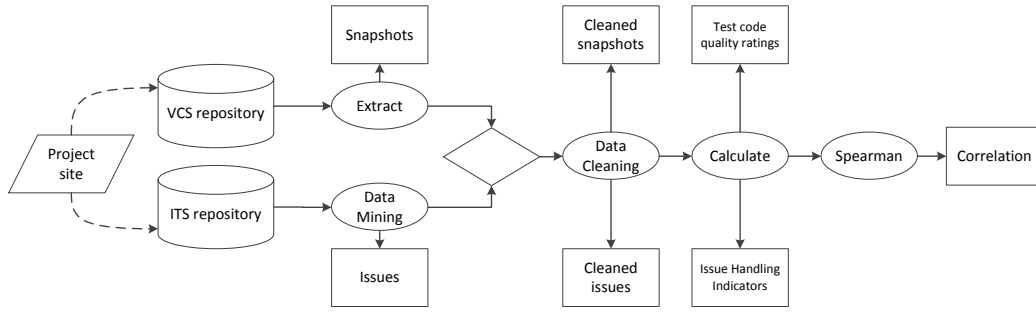 Snapshots
Cleaned
snapshots
Test code
quality ratings
VCS repository
Extract
Project
site
Data
Cleaning
Calculate
Spearman
Correlation
ITS repository
Data
Mining
Issues
Cleaned
issues
Issue Handling
Indicators